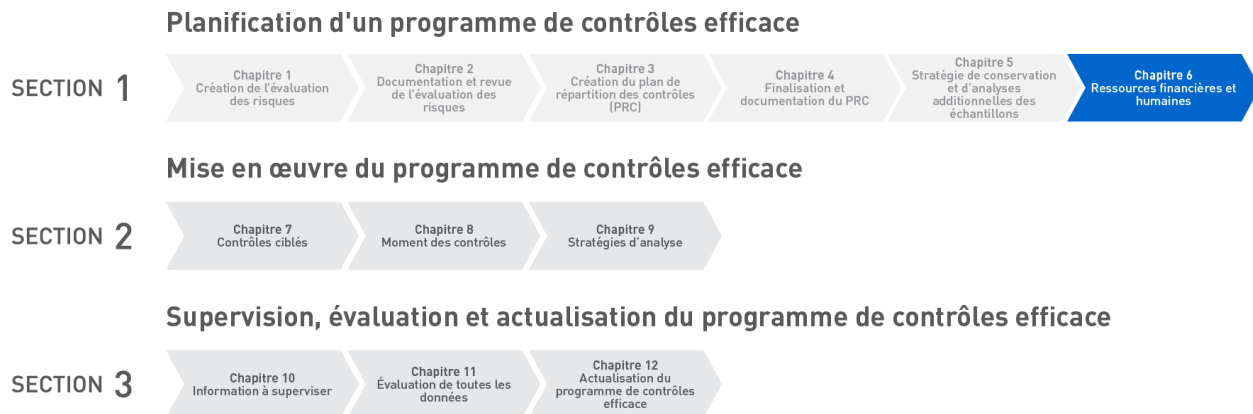 Planification d'un programme de contrôles efficace
SECTION 1
Chapitre 1
Création de l'évaluation
des risques
Chapitre 2
Documentation et revue
de l'évaluation des
risques
Chapitre 3
Création du plan de
répartition des contrôles
(PRC)
Chapitre 4
Finalisation et
documentation du PRC
Chapitre 5
Stratégie de conservation
et d'analyses
additionnelles des
échantillons
Chapitre 6
Ressources financières et
humaines
Mise en œuvre du programme de contrôles efficace
SECTION 2
Chapitre 7
Contrôles ciblés
Chapitre 8
Moment des contrôles
Chapitre 9
Stratégies d'analyse
Supervision, évaluation et actualisation du programme de contrôles efficace
SECTION 3
Chapitre 10
Information à superviser
Chapitre 11
Évaluation de toutes les
données
Chapitre 12
Actualisation du
programme de contrôles
efficace